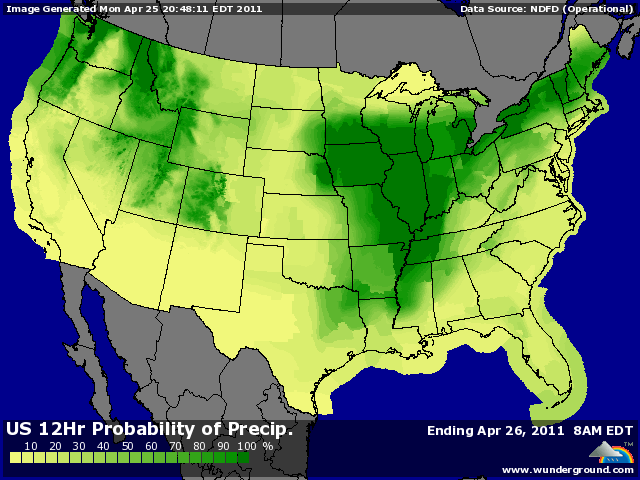 Image Generated Mon Apr 25 20:48:11 EDT 2011 Data Source: NDFD (Operational)
US 12Hr Probability of Precip. Ending Apr 26, 2011 8AM EDT
10 20 30 40 50 60 70 80 90 100 %
TM
www.wunderground.com